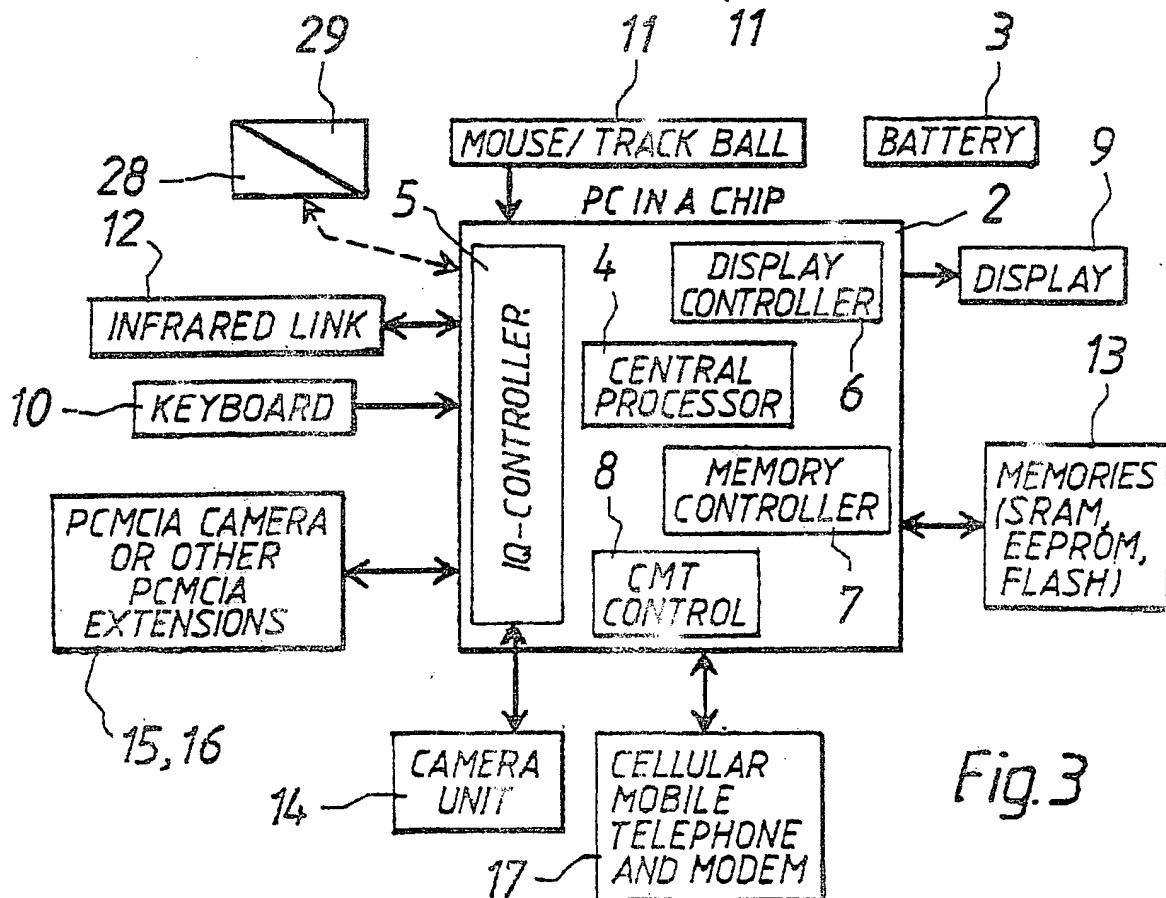 11
11
3
29
MOUSE/TRACK BALL
BATTERY
9
28
12
5
PC IN A CHIP
2
4
DISPLAY
CONTROLLER
DISPLAY
INFRARED LINK
IQ-CONTROLLER
CENTRAL
PROCESSOR
6
13
10
KEYBOARD
8
MEMORY
CONTROLLER
MEMORIES
(SRAM,
EEPROM,
FLASH)
PCMCIA CAMERA
OR OTHER
PCMCIA
EXTENSIONS
CMT
CONTROL
7
15,16
CAMERA
UNIT
14
CELLULAR
MOBILE
TELEPHONE
AND MODEM
17
Fig.3